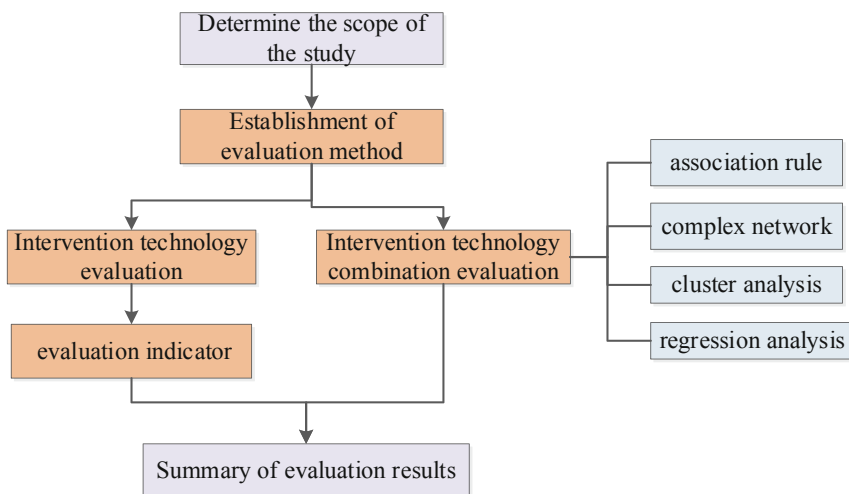 Determine the scope of
the study
Establishment of
evaluation method
association rule
complex network
Intervention technology
evaluation
Intervention technology
combination evaluation
cluster analysis
evaluation indicator
regression analysis
Summary of evaluation results